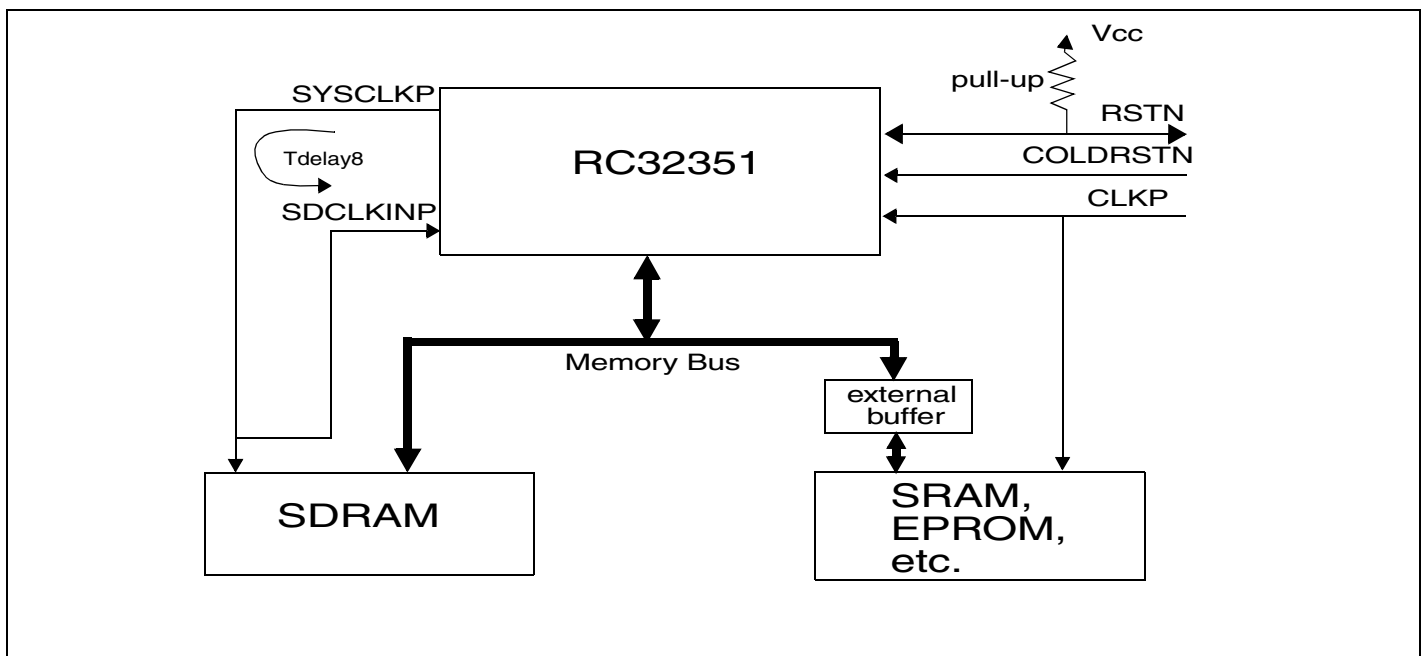 Vcc
pull-up
SYSCLKP
RSTN
Tdelay8
RC32351
COLDRSTN
CLKP
SDCLKINP
Memory Bus
external
buffer
SDRAM
SRAM,
EPROM,
etc.